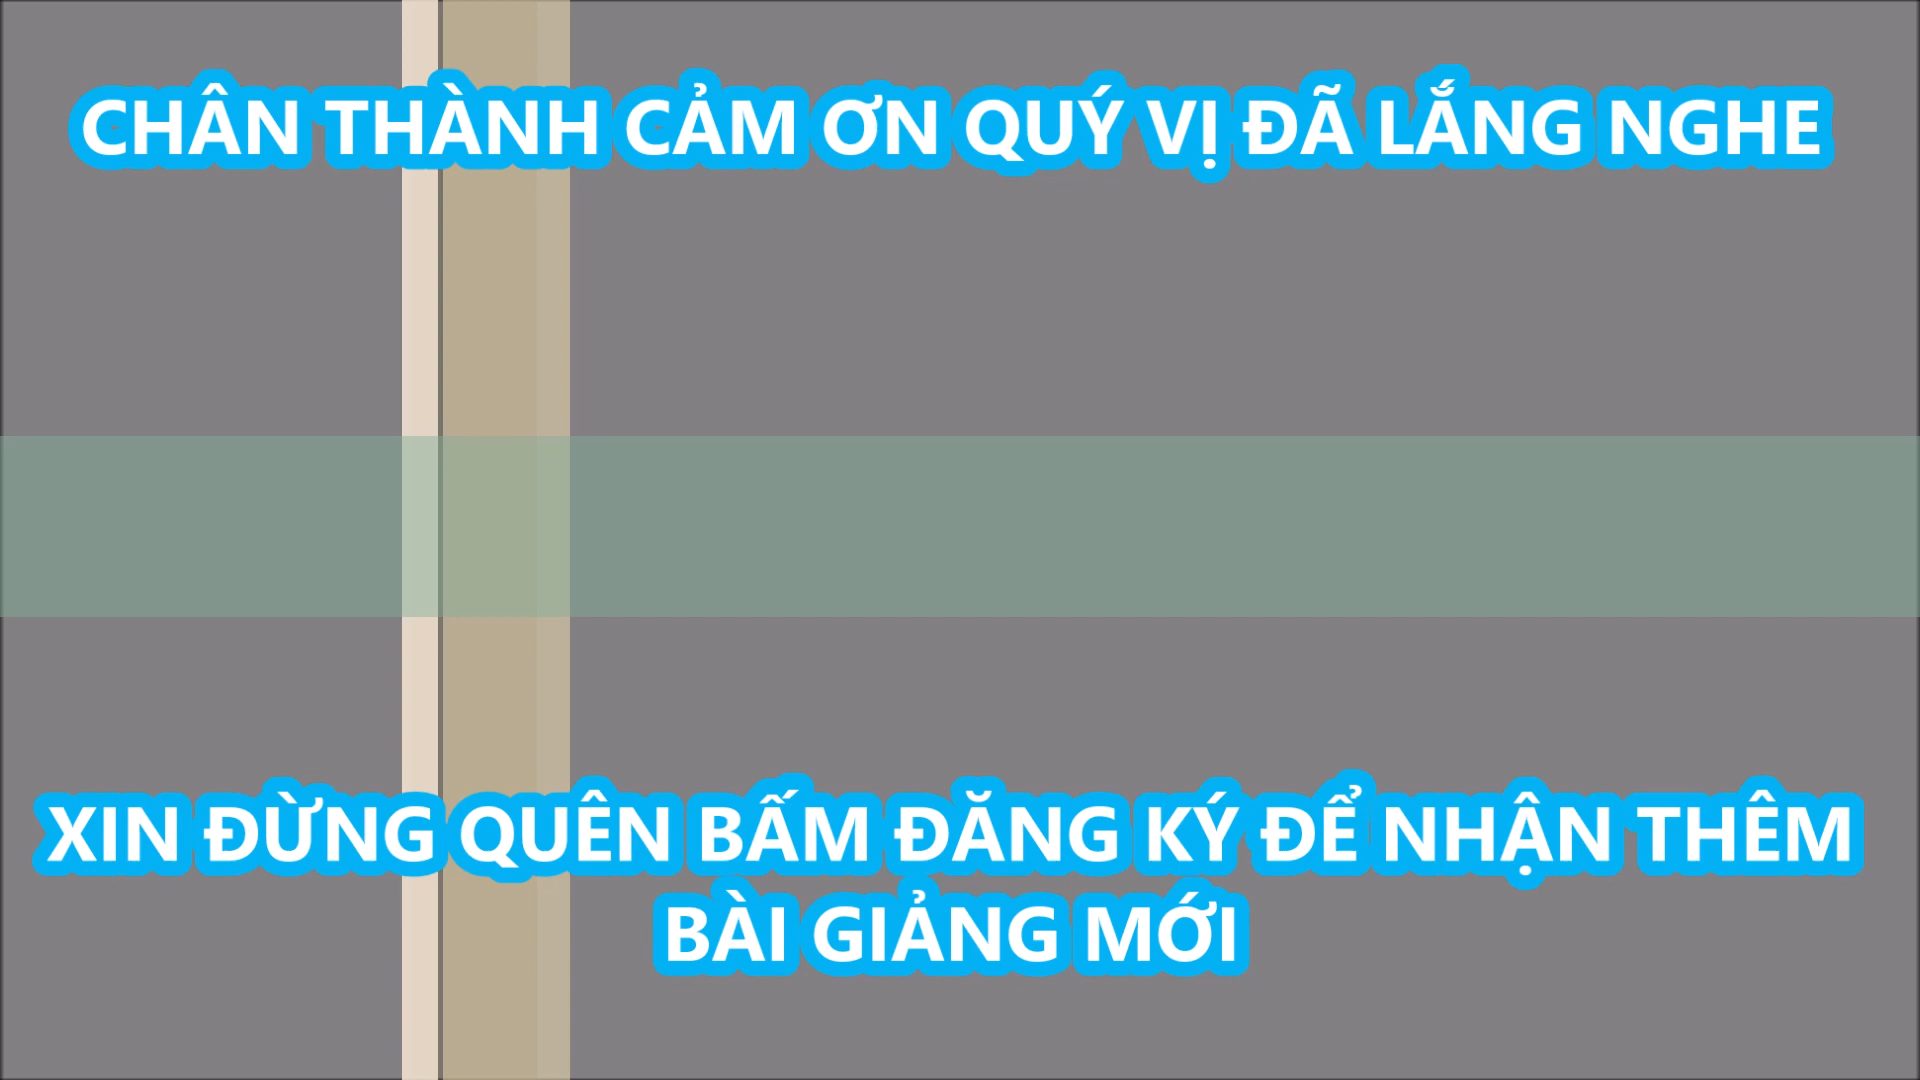 CHÂN THÀNH CẢM ƠN QUÝ VỊ ĐÃ LẮNG NGHE
XIN ĐỪNG QUÊN BẤM ĐĂNG KÝ ĐỂ NHẬN THÊM
BÀI GIẢNG MỚI